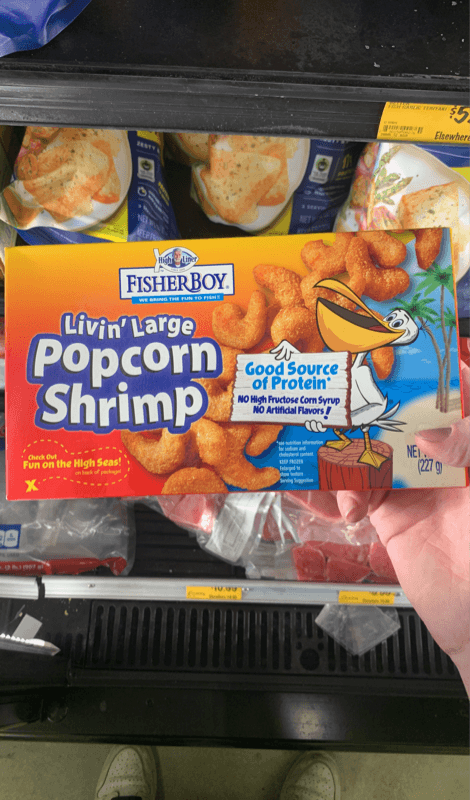 $5
Elsewhere
ZESTY
High Liner
FISHERBOY®
WE BRING THE FUN TO FISH!®
Livin' Large
Popcorn
Shrimp
Good Source
of Protein*
NO High Fructose Corn Syrup
NO Artificial Flavors!
*see nutrition information
for sodium and
cholesterol content
KEEP FROZEN
Enlarged to
show texture
Serving Suggestion
Check Out
Fun on the High Seas!
on back of package!
X
NET
(227 g)